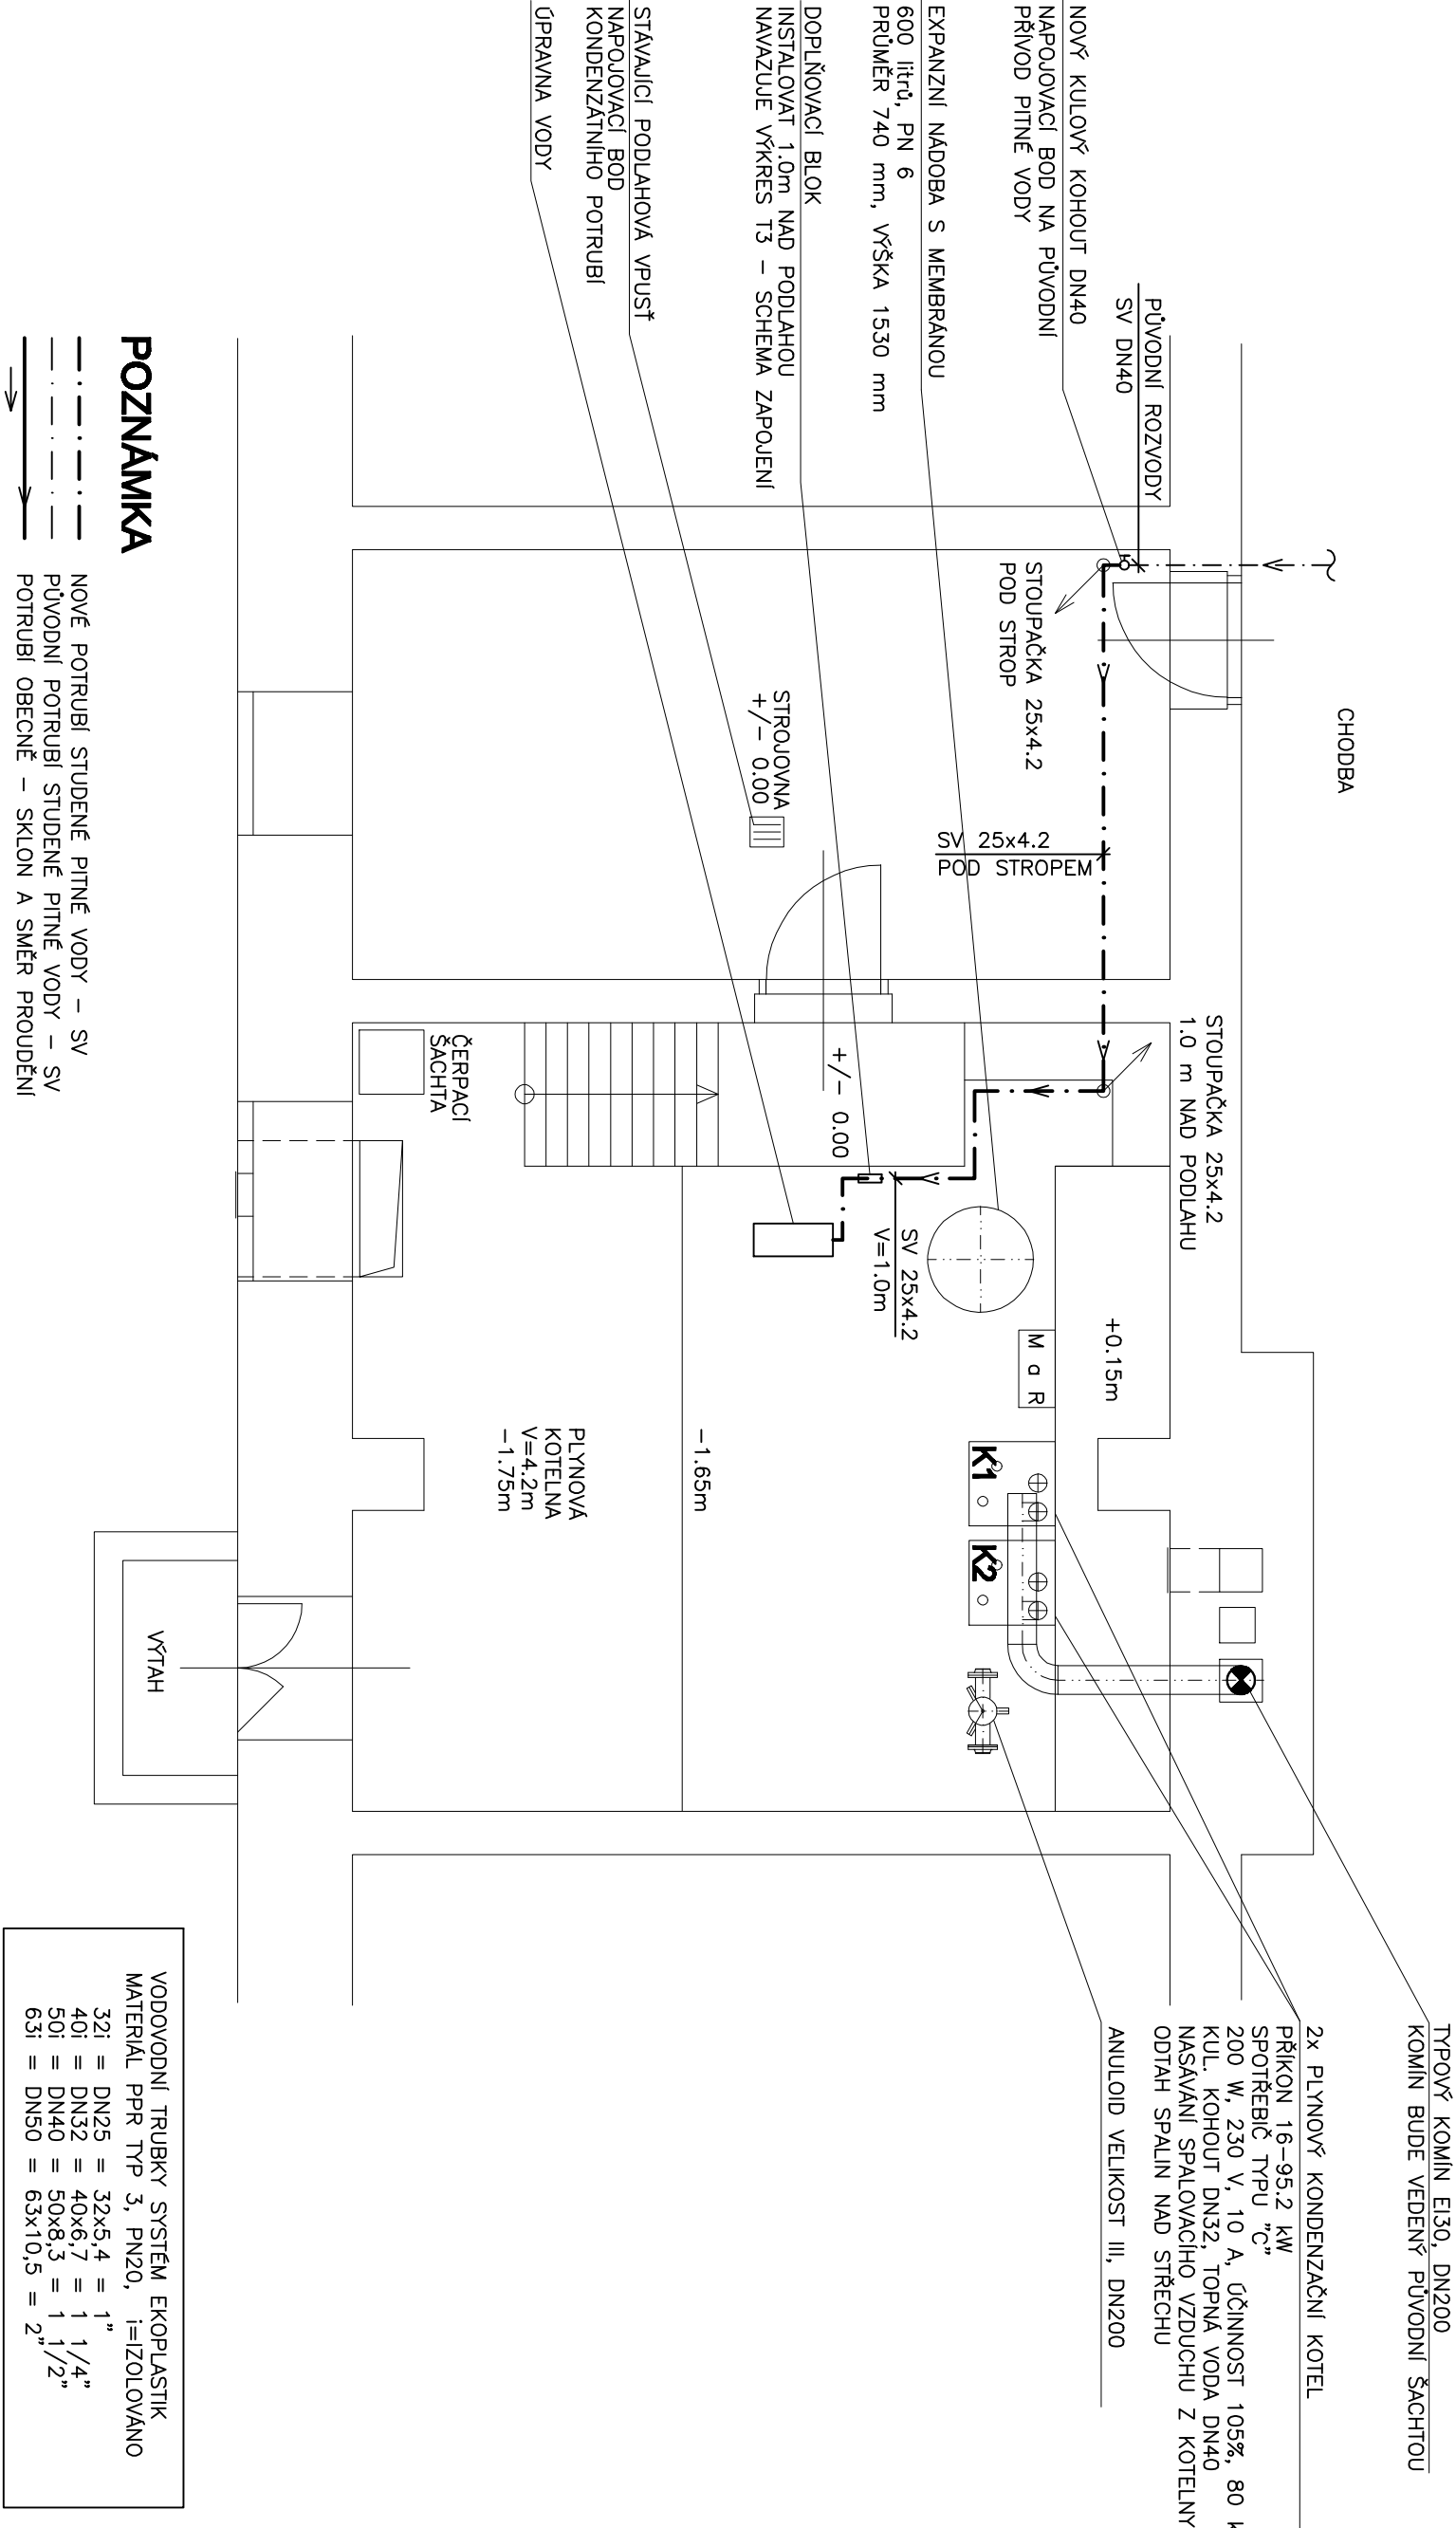 TYPOVÝ KOMÍN EI30, DN200
KOMÍN BUDE VEDENÝ PŮVODNÍ ŠACHTOU
2x PLYNOVÝ KONDENZAČNÍ KOTEL
PŘÍKON 16-95.2 kW
SPOTŘEBIČ TYPU "C"
200 W, 230 V, 10 A, ÚČINNOST 105%, 80 k
KUL. KOHOUT DN32, TOPNÁ VODA DN40
NASÁVÁNÍ SPALOVACÍHO VZDUCHU Z KOTELNY
ODTAH SPALIN NAD STŘECHU
ANULOID VELIKOST III, DN200
CHODBA
PŮVODNÍ ROZVODY
SV DN40
NOVÝ KULOVÝ KOHOUT DN40
NAPOJOVACÍ BOD NA PŮVODNÍ
PŘÍVOD PITNÉ VODY
EXPANZNÍ NÁDOBA S MEMBRÁNOU
600 litrů, PN 6
PRŮMĚR 740 mm, VÝŠKA 1530 mm
DOPLŇOVACÍ BLOK
INSTALOVAT 1.0m NAD PODLAHOU
NAVAZUJE VÝKRES T3 - SCHEMA ZAPOJENÍ
STÁVAJÍCÍ PODLAHOVÁ VPUSŤ
NAPOJOVACÍ BOD
KONDENZÁTNÍHO POTRUBÍ
ÚPRAVNA VODY
STOUPAČKA 25x4.2
POD STROP
SV 25x4.2
POD STROPEM
STROJOVNA
+/- 0.00
STOUPAČKA 25x4.2
1.0 m NAD PODLAHU
+0.15m
+/- 0.00
SV 25x4.2
V=1.0m
M a R
K1
K2
ČERPACÍ
ŠACHTA
-1.65m
PLYNOVÁ
KOTELNA
V=4.2m
-1.75m
VÝTAH
POZNÁMKA
NOVÉ POTRUBÍ STUDENÉ PITNÉ VODY - SV
PŮVODNÍ POTRUBÍ STUDENÉ PITNÉ VODY - SV
POTRUBÍ OBECNĚ - SKLON A SMĚR PROUDĚNÍ
VODOVODNÍ TRUBKY SYSTÉM EKOPLASTIK
MATERIÁL PPR TYP 3, PN20, i=IZOLOVÁNO
32i = DN25 = 32x5,4 = 1"
40i = DN32 = 40x6,7 = 1 1/4"
50i = DN40 = 50x8,3 = 1 1/2"
63i = DN50 = 63x10,5 = 2"